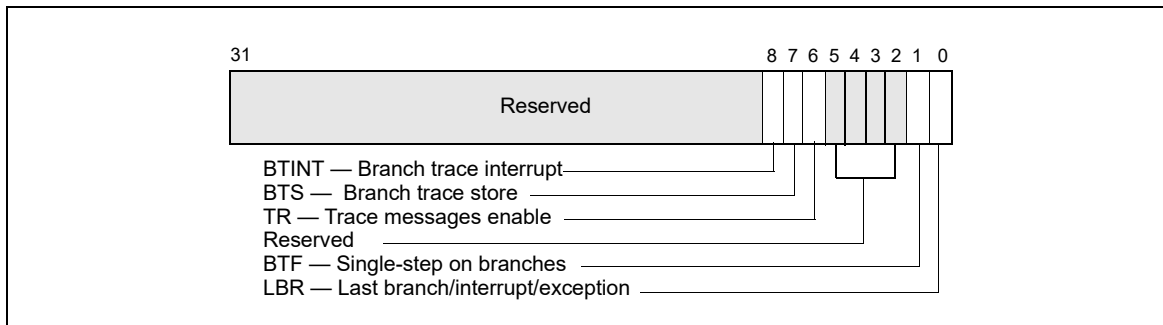 31 8 7 6 5 4 3 2 1 0
Reserved
BTINT — Branch trace interrupt
BTS — Branch trace store
TR — Trace messages enable
Reserved
BTF — Single-step on branches
LBR — Last branch/interrupt/exception